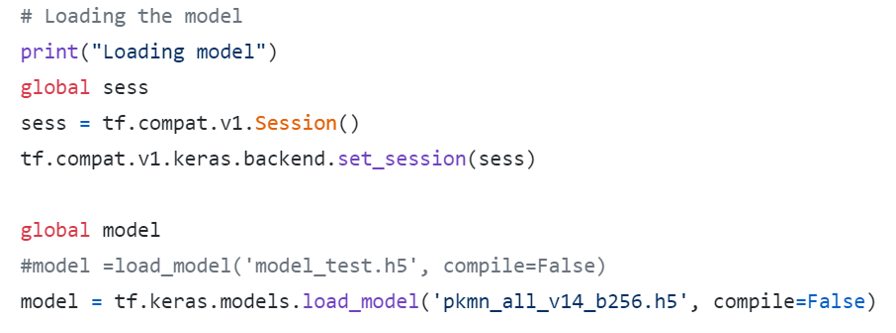 # Loading the model
print("Loading model")
global sess
sess = tf.compat.v1.Session()
tf.compat.v1.keras.backend.set_session(sess)
global model
#model =load_model('model_test.h5', compile=False)
model = tf.keras.models.load_model('pkmn_all_v14_b256.h5', compile=False)